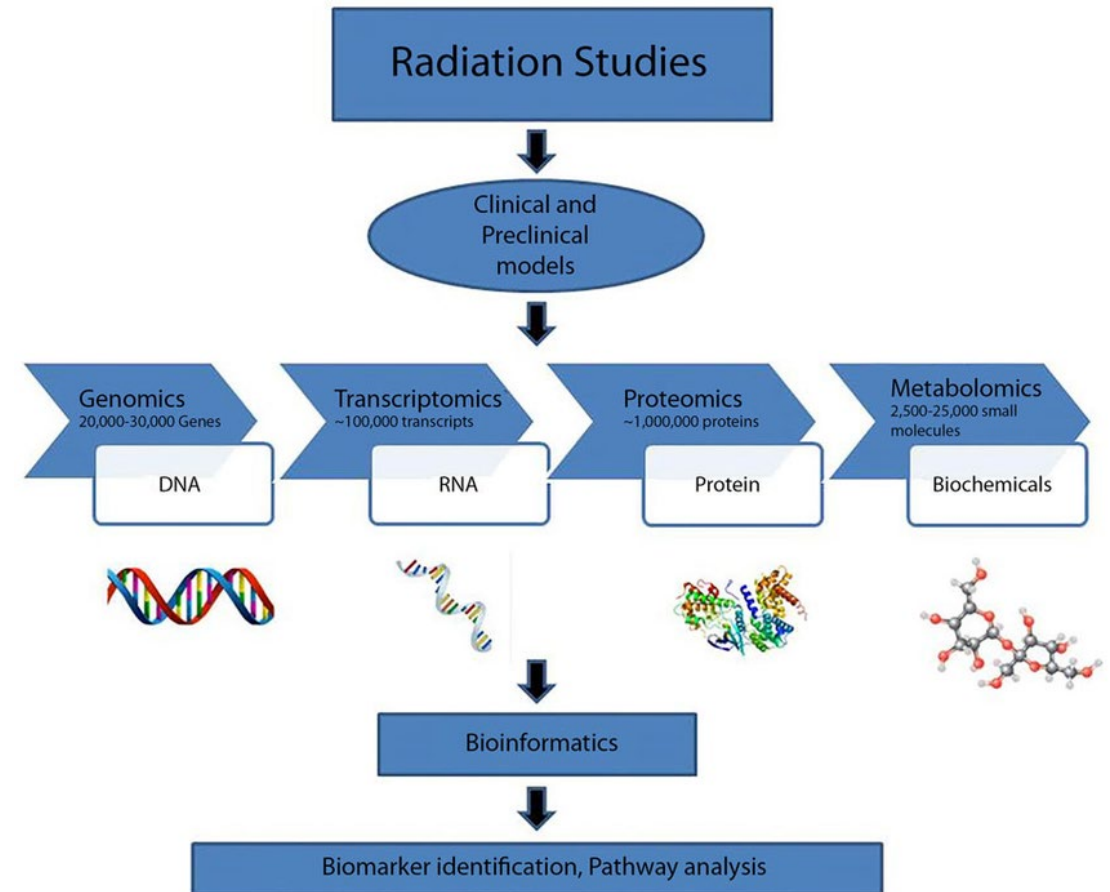 Radiation Studies
Clinical and
Preclinical
models
Genomics
20,000-30,000 Genes
DNA
Transcriptomics
~100,000 transcripts
RNA
Proteomics
~1,000,000 proteins
Protein
Metabolomics
2,500-25,000 small
molecules
Biochemicals
Bioinformatics
Biomarker identification, Pathway analysis